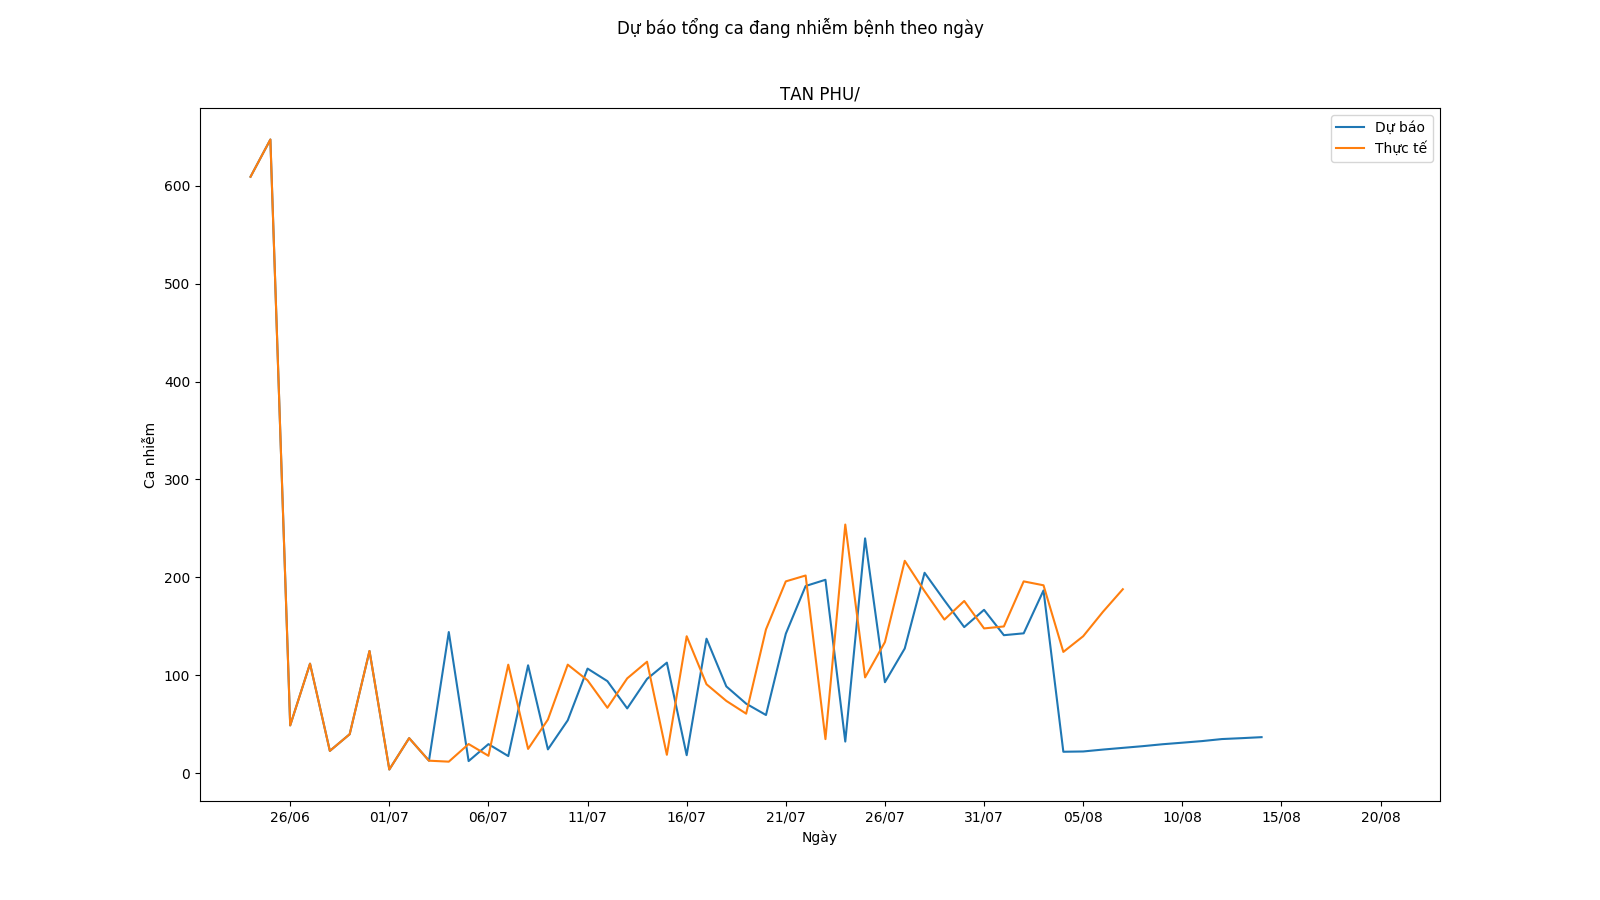 Dự báo tổng ca đang nhiễm bệnh theo ngày
TAN PHU/
Dự báo
Thực tế
600
500
400
300
200
100
0
Ca nhiễm
26/06 01/07 06/07 11/07 16/07 21/07 26/07 31/07 05/08 10/08 15/08 20/08
Ngày